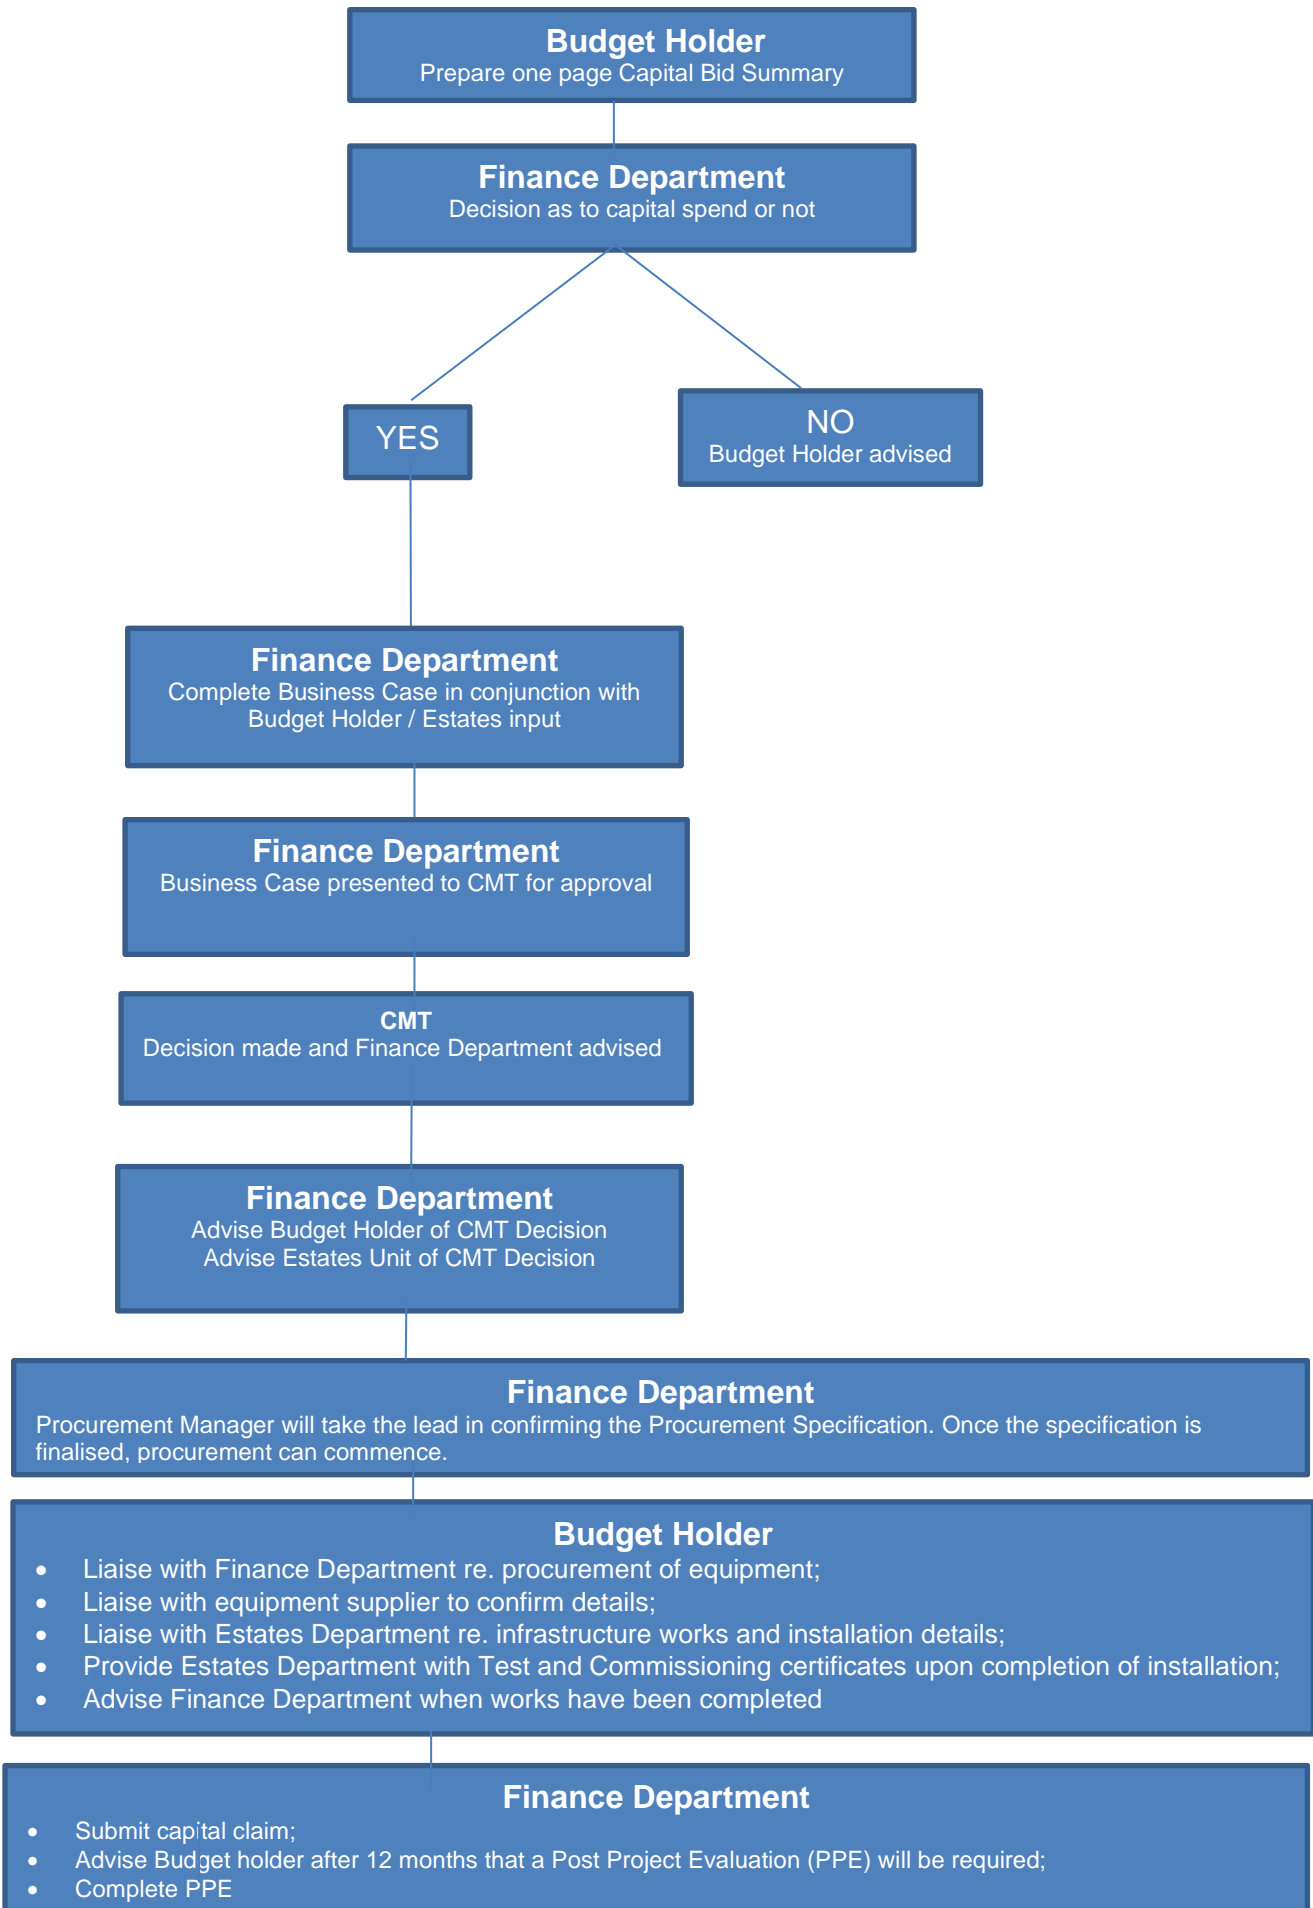 Budget Holder
Prepare one page Capital Bid Summary
Finance Department
Decision as to capital spend or not
YES
NO
Budget Holder advised
Finance Department
Complete Business Case in conjunction with
Budget Holder / Estates input
Finance Department
Business Case presented to CMT for approval
CMT
Decision made and Finance Department advised
Finance Department
Advise Budget Holder of CMT Decision
Advise Estates Unit of CMT Decision
Finance Department
Procurement Manager will take the lead in confirming the Procurement Specification. Once the specification is
finalised, procurement can commence.
Budget Holder
• Liaise with Finance Department re. procurement of equipment;
• Liaise with equipment supplier to confirm details;
• Liaise with Estates Department re. infrastructure works and installation details;
• Provide Estates Department with Test and Commissioning certificates upon completion of installation;
• Advise Finance Department when works have been completed
Finance Department
• Submit capital claim;
• Advise Budget holder after 12 months that a Post Project Evaluation (PPE) will be required;
• Complete PPE